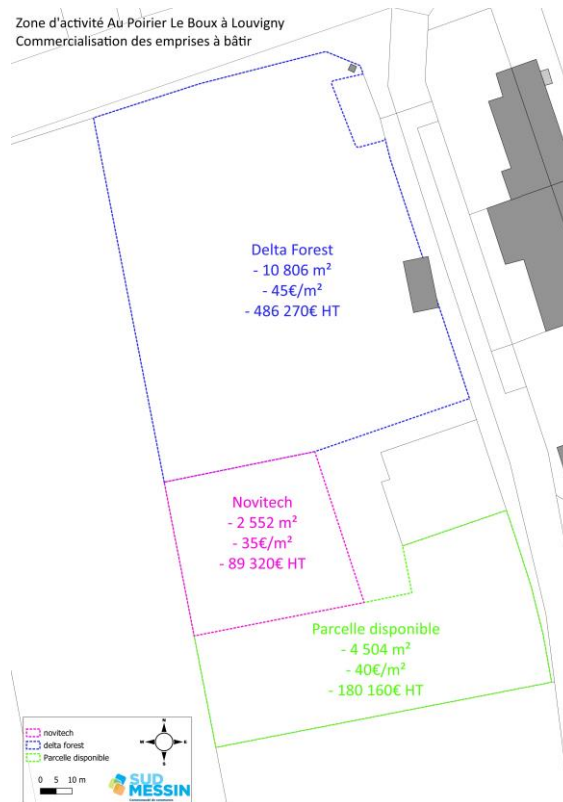 Zone d'activité Au Poirier Le Boux à Louvigny
Commercialisation des emprises à bâtir
Delta Forest
- 10 806 m²
- 45€/m²
- 486 270€ HT
Novitech
- 2 552 m²
- 35€/m²
- 89 320€ HT
Parcelle disponible
- 4 504 m²
- 40€/m²
- 180 160€ HT
novitech
delta forest
Parcelle disponible
0 5 10 m
N
S
SUD
MESSIN